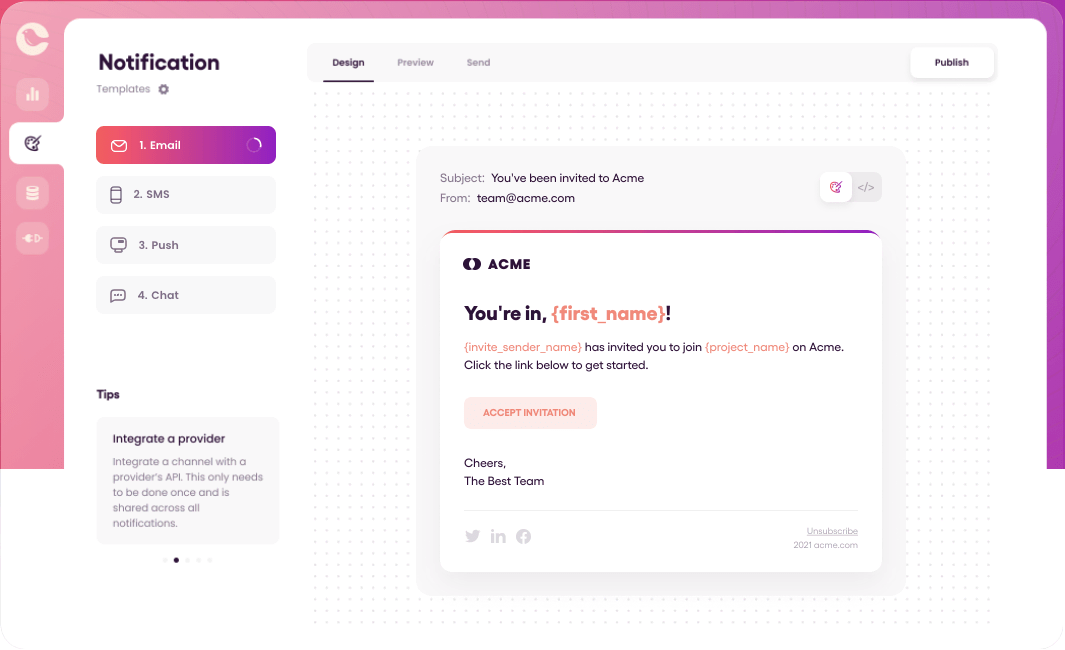 Notification
Templates
1. Email
2. SMS
3. Push
4. Chat
Tips
Integrate a provider
Integrate a channel with a
provider's API. This only needs
to be done once and is
shared across all
notifications.
Design Preview Send
Publish
Subject: You've been invited to Acme
From: team@acme.com
</>
ACME
You're in, {first_name}!
{invite_sender_name} has invited you to join {project_name} on Acme.
Click the link below to get started.
ACCEPT INVITATION
Cheers,
The Best Team
Unsubscribe
2021 acme.com